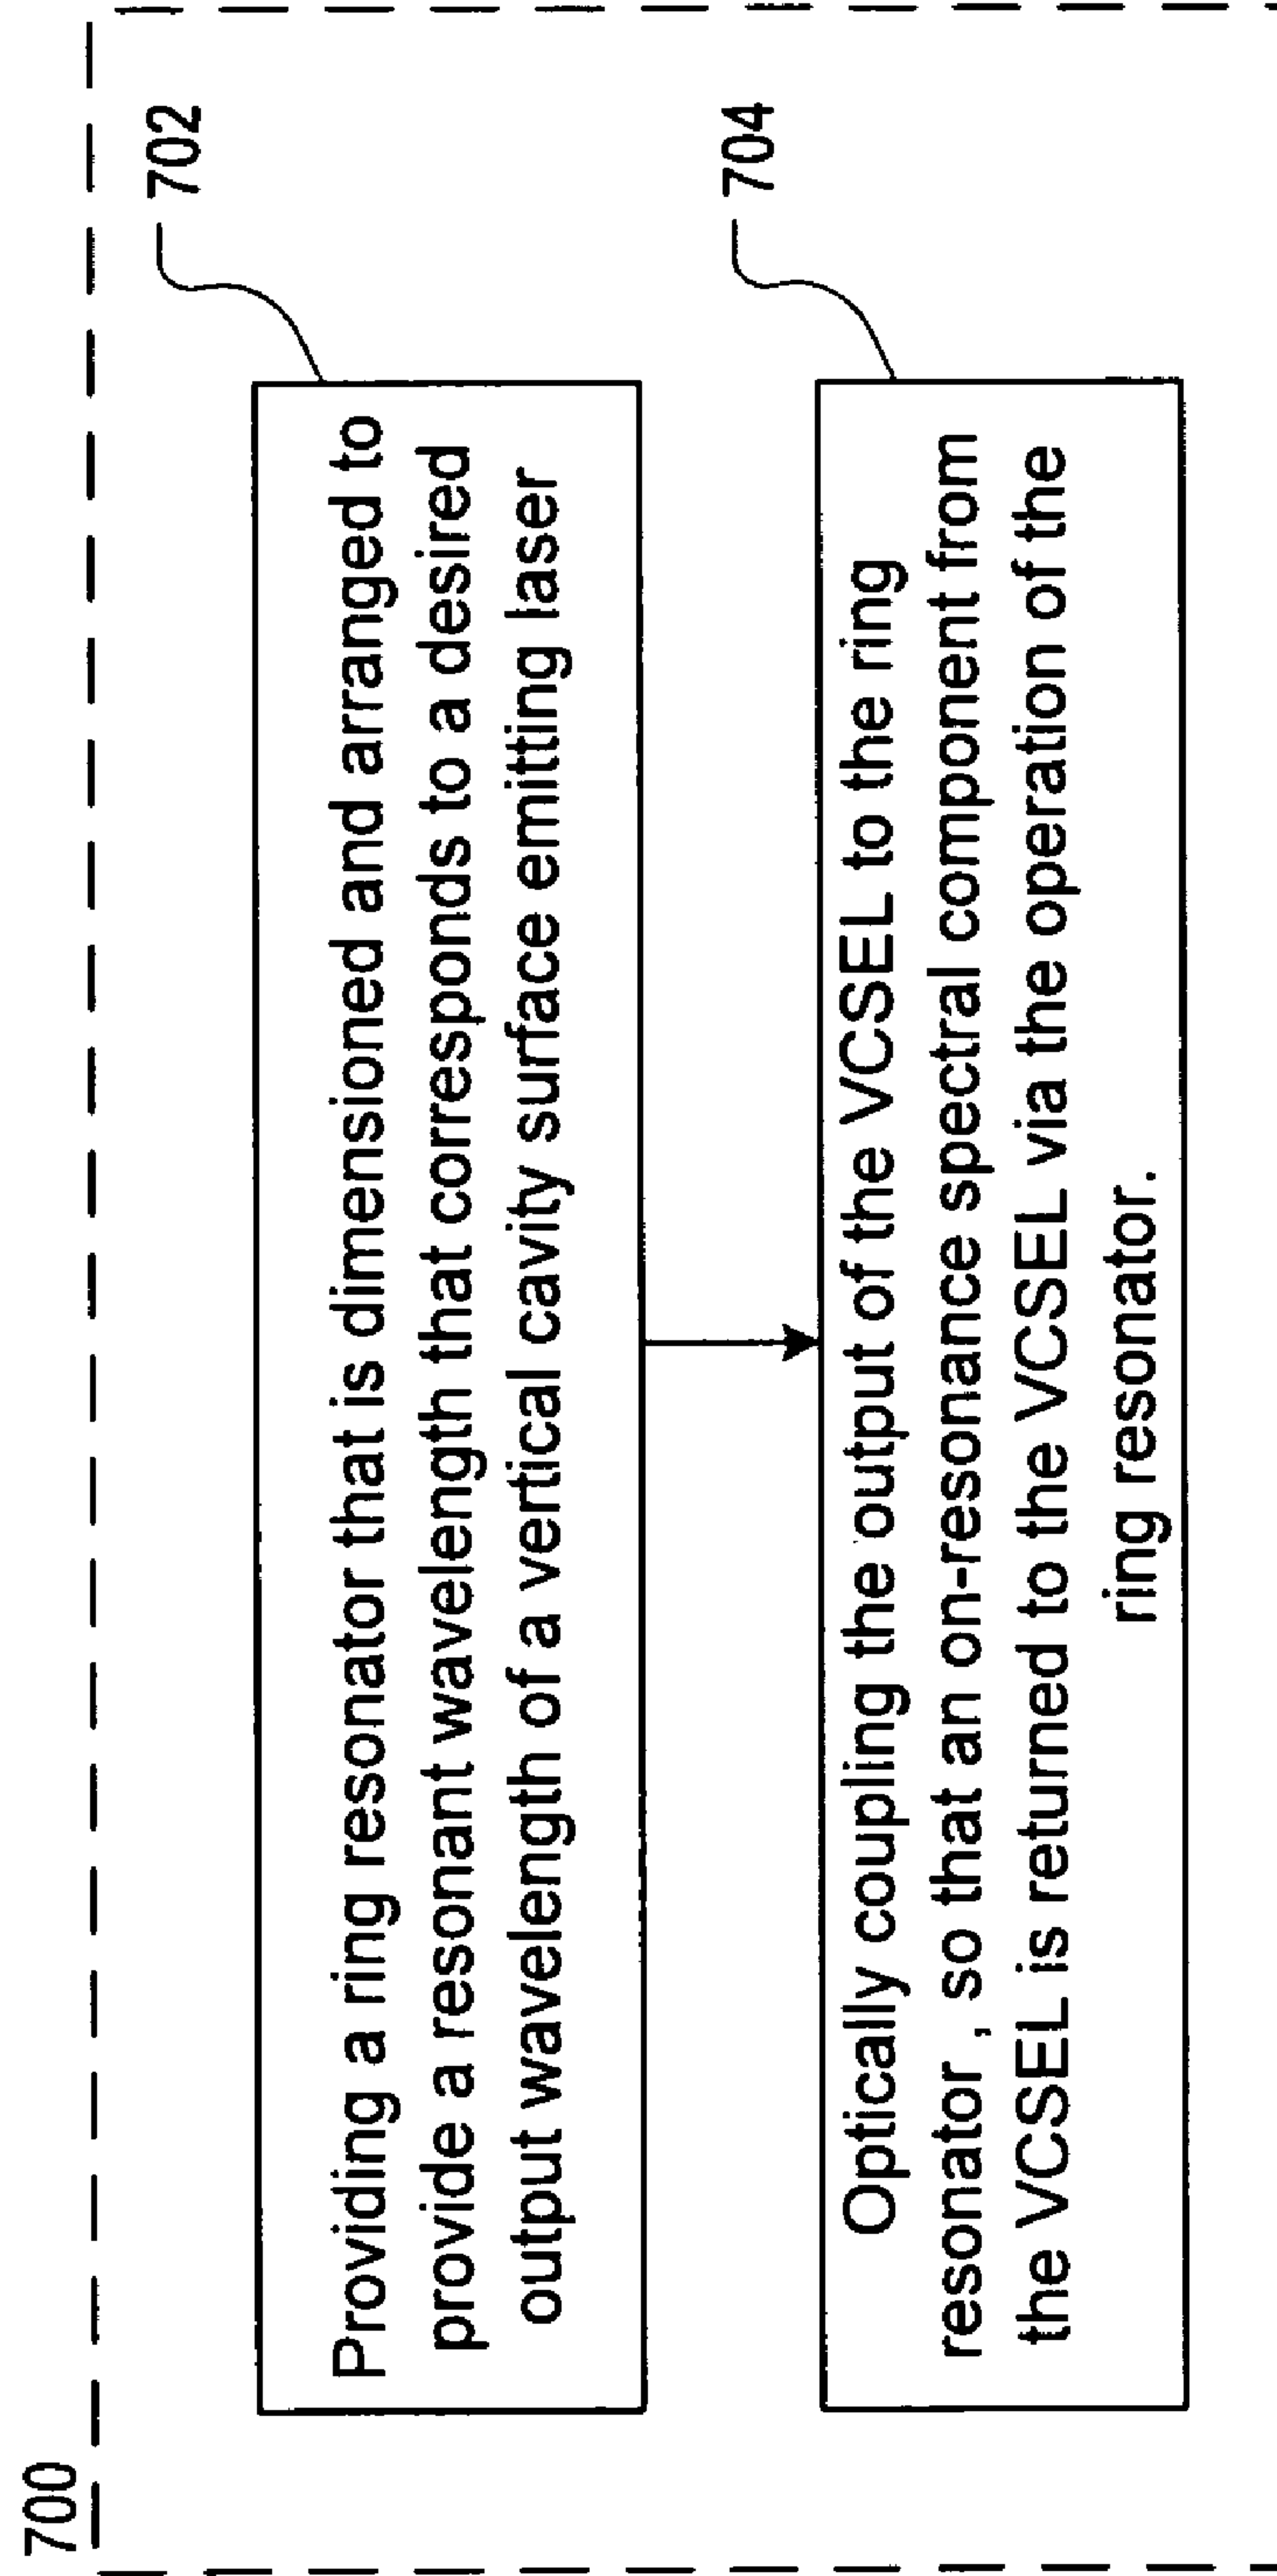 700
702
Providing a ring resonator that is dimensioned and arranged to
provide a resonant wavelength that corresponds to a desired
output wavelength of a vertical cavity surface emitting laser
704
Optically coupling the output of the VCSEL to the ring
resonator , so that an on-resonance spectral component from
the VCSEL is returned to the VCSEL via the operation of the
ring resonator.